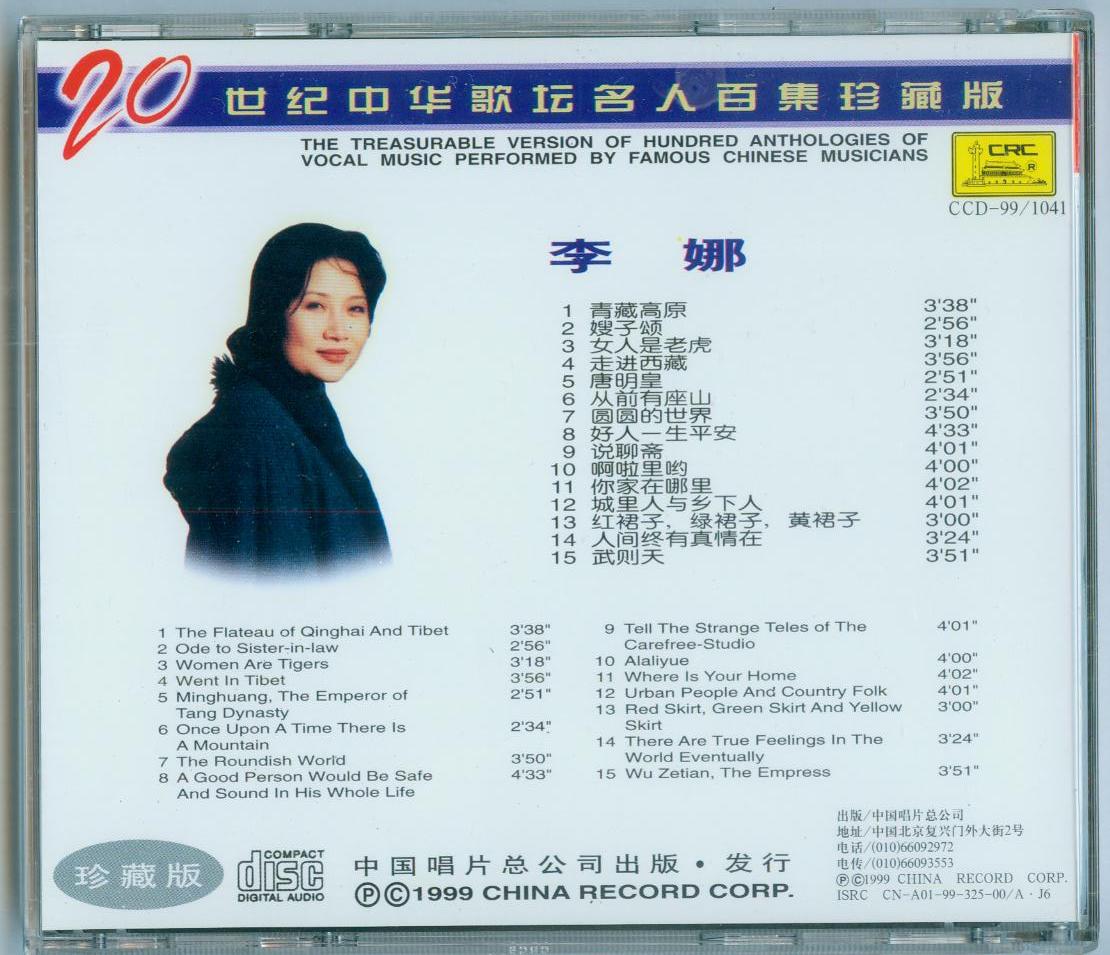 20世纪中华歌坛名人百集珍藏版
THE TREASURABLE VERSION OF HUNDRED ANTHOLOGIES OF
VOCAL MUSIC PERFORMED BY FAMOUS CHINESE MUSICIANS
CRC
®
CCD-99/1041
李 娜
1 青藏高原 3'38"
2 嫂子颂 2'56"
3 女人是老虎 3'18"
4 走进西藏 3'56"
5 唐明皇 2'51"
6 从前有座山 2'34"
7 圆圆的世界 3'50"
8 好人一生平安 4'33"
9 说聊斋 4'01"
10 啊啦里哟 4'00"
11 你家在哪里 4'02"
12 城里人与乡下人 4'01"
13 红裙子，绿裙子，黄裙子 3'00"
14 人间终有真情在 3'24"
15 武则天 3'51"
1 The Flateau of Qinghai And Tibet 3'38"
2 Ode to Sister-in-law 2'56"
3 Women Are Tigers 3'18"
4 Went In Tibet 3'56"
5 Minghuang, The Emperor of 2'51"
Tang Dynasty
6 Once Upon A Time There Is 2'34"
A Mountain
7 The Roundish World 3'50"
8 A Good Person Would Be Safe 4'33"
And Sound In His Whole Life
9 Tell The Strange Teles of The 4'01"
Carefree-Studio
10 Alaliyue 4'00"
11 Where Is Your Home 4'02"
12 Urban People And Country Folk 4'01"
13 Red Skirt, Green Skirt And Yellow 3'00"
Skirt
14 There Are True Feelings In The 3'24"
World Eventually
15 Wu Zetian, The Empress 3'51"
出版/中国唱片总公司
地址/中国北京复兴门外大街2号
电话/(010)66092972
电传/(010)66093553
Ⓟ©1999 CHINA RECORD CORP.
ISRC CN-A01-99-325-00/A·J6
珍藏版
COMPACT
disc
DIGITAL AUDIO
中国唱片总公司出版·发行
Ⓟ©1999 CHINA RECORD CORP.